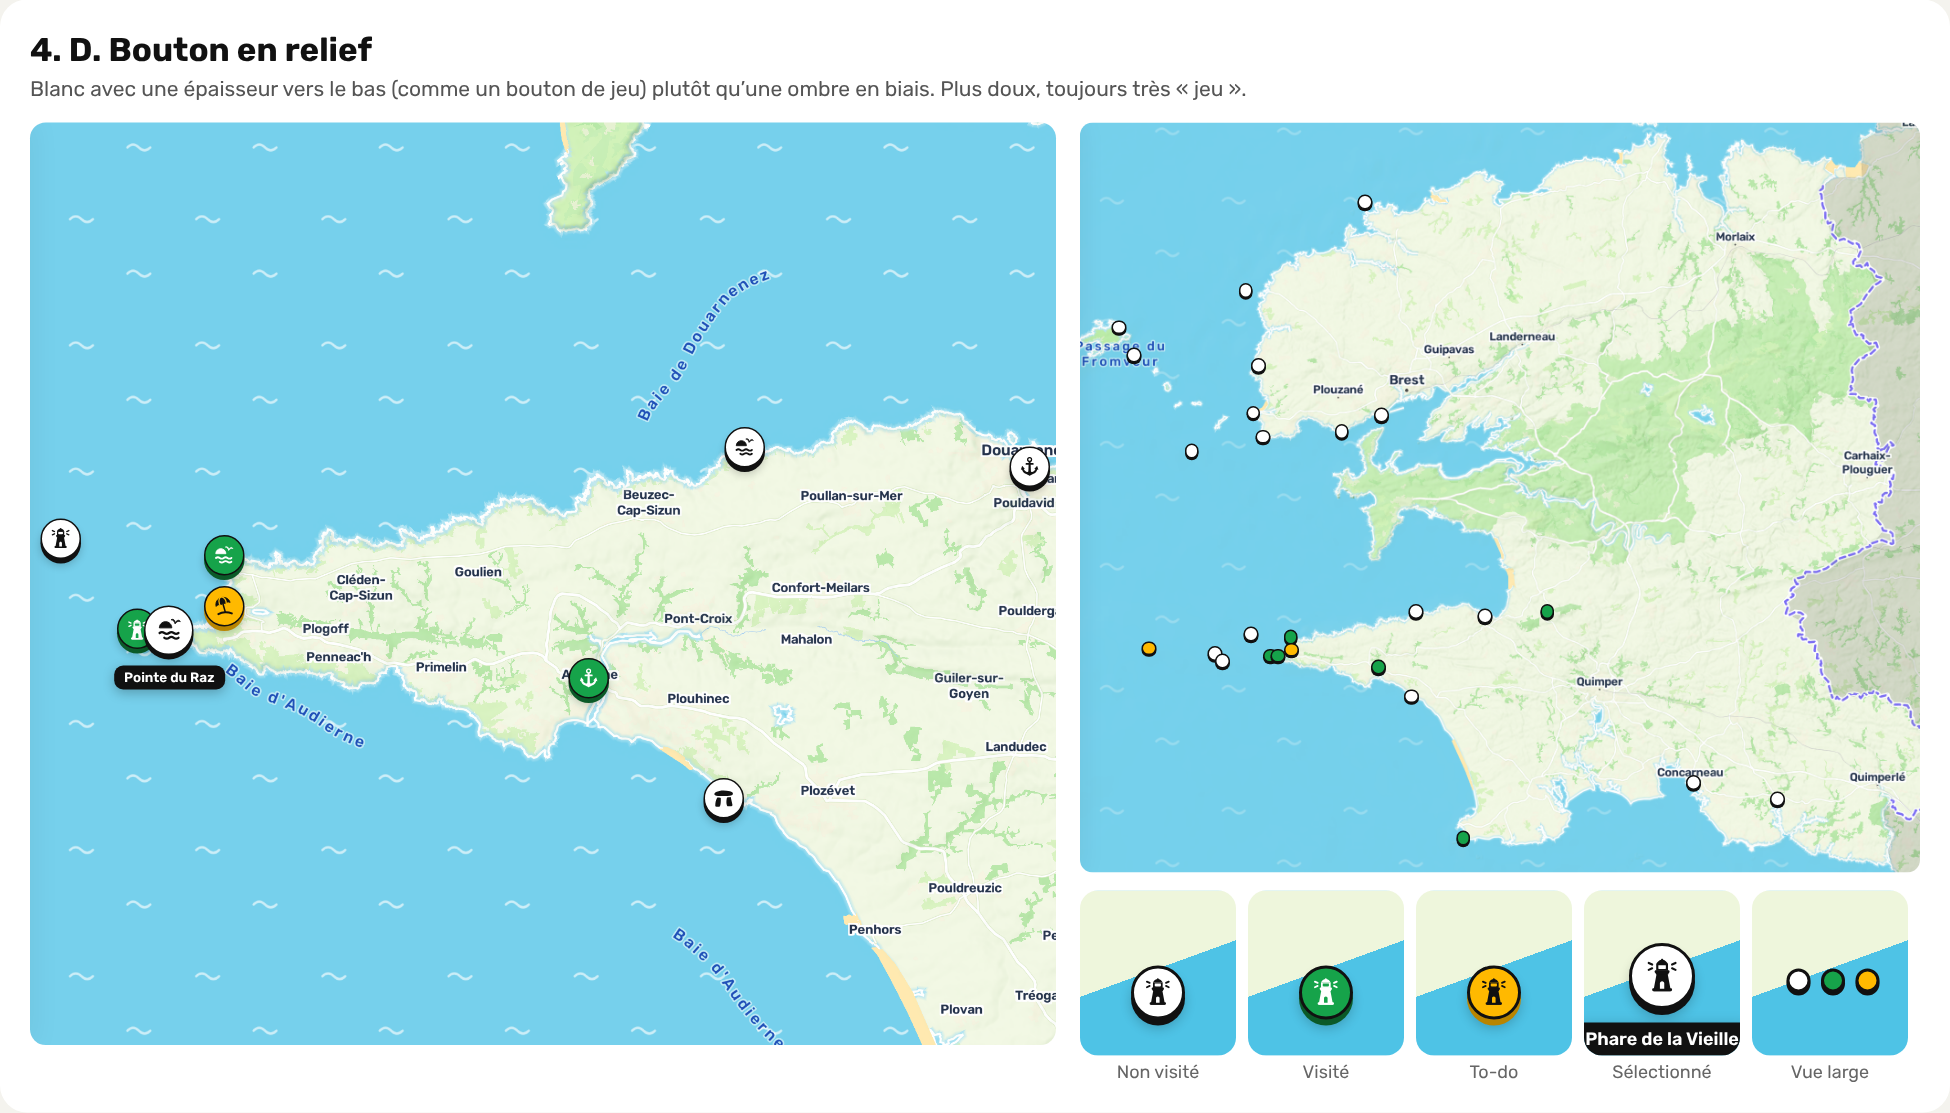 4. D. Bouton en relief
Blanc avec une épaisseur vers le bas (comme un bouton de jeu) plutôt qu’une ombre en biais. Plus doux, toujours très « jeu ».
Baie de Douarnenez
Beuzec-
Cap-Sizun
Poullan-sur-Mer
Pouldavid
Goulien
Cléden-
Cap-Sizun
Confort-Meilars
Pont-Croix
Plogoff
Mahalon
Penneac'h
Primelin
Pointe du Raz
Baie d'Audierne
Plouhinec
Guiler-sur-
Goyen
Landudec
Plozévet
Pouldreuzic
Penhors
Baie d'Audierne
Plovan
Morlaix
Passage du
Fromveur
Landerneau
Guipavas
Brest
Plouzané
Carhaix-
Plouguer
Quimper
Concarneau
Quimperlé
Phare de la Vieille
Non visité
Visité
To-do
Sélectionné
Vue large